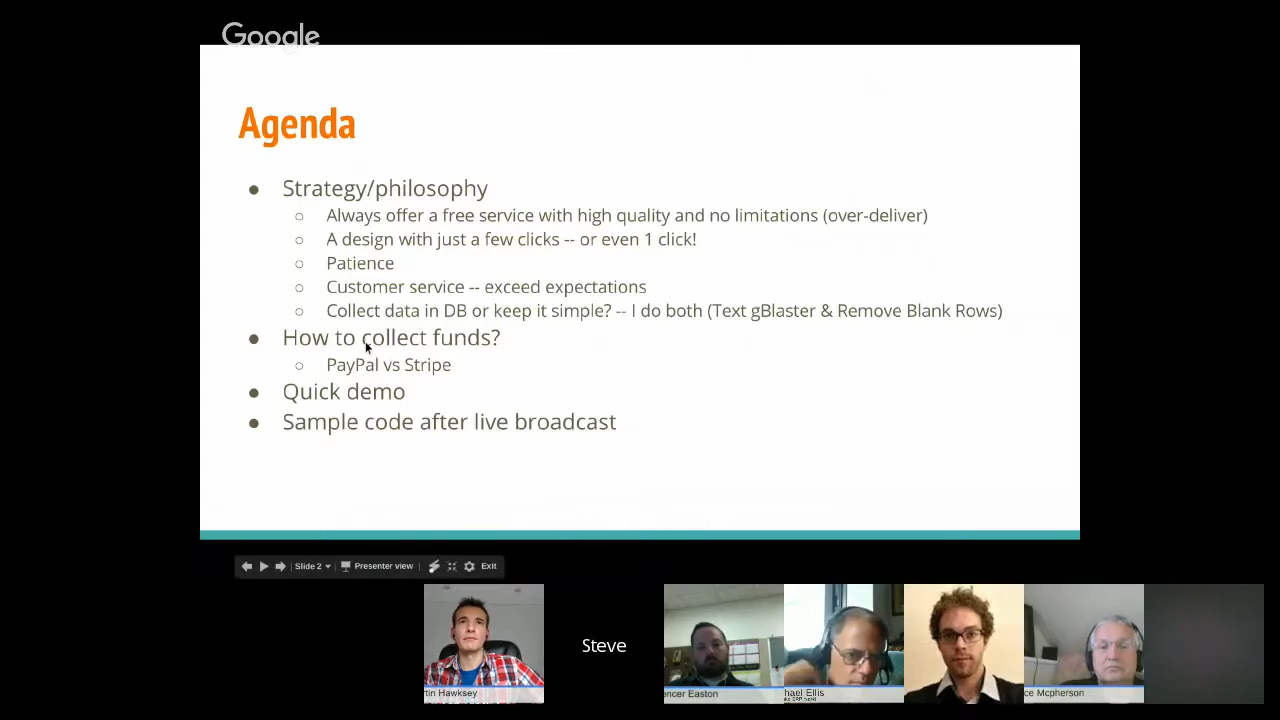 Google
Agenda
● Strategy/philosophy
○ Always offer a free service with high quality and no limitations (over-deliver)
○ A design with just a few clicks -- or even 1 click!
○ Patience
○ Customer service -- exceed expectations
○ Collect data in DB or keep it simple? -- I do both (Text gBlaster & Remove Blank Rows)
● How to collect funds?
○ PayPal vs Stripe
● Quick demo
● Sample code after live broadcast
Slide 2 Presenter view Exit
Steve
tin Hawksey
encer Easton
hael Ellis
ce Mcpherson